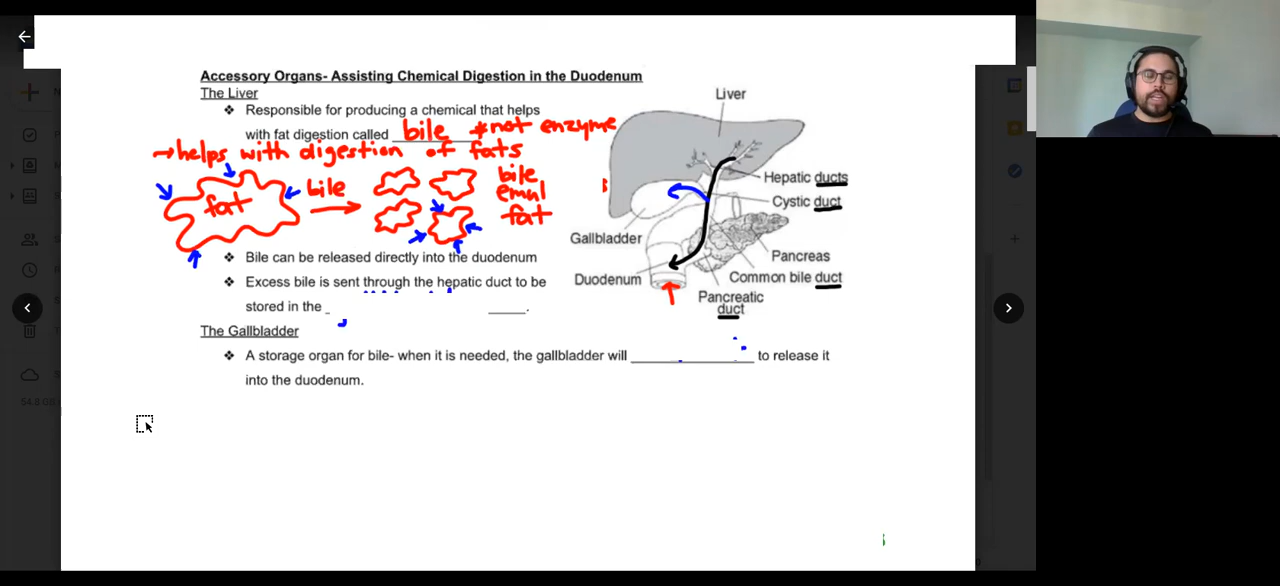 Accessory Organs- Assisting Chemical Digestion in the Duodenum
The Liver
❖ Responsible for producing a chemical that helps
with fat digestion called bile *not enzyme
→helps with digestion of fats
fat
bile
bile
emul
fat
❖ Bile can be released directly into the duodenum
❖ Excess bile is sent through the hepatic duct to be
stored in the
The Gallbladder
❖ A storage organ for bile- when it is needed, the gallbladder will ____________ to release it
into the duodenum.
Liver
Hepatic ducts
Cystic duct
Gallbladder
Pancreas
Duodenum
Common bile duct
Pancreatic
duct